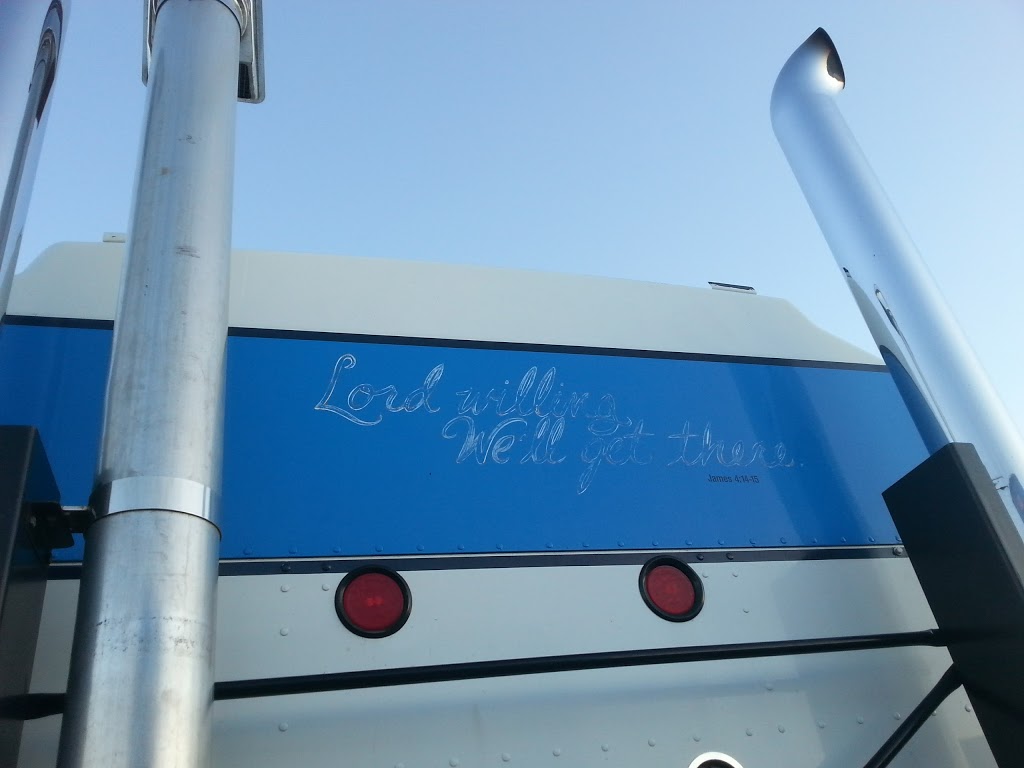 Lord willing,
We'll get there.
James 4:14-15